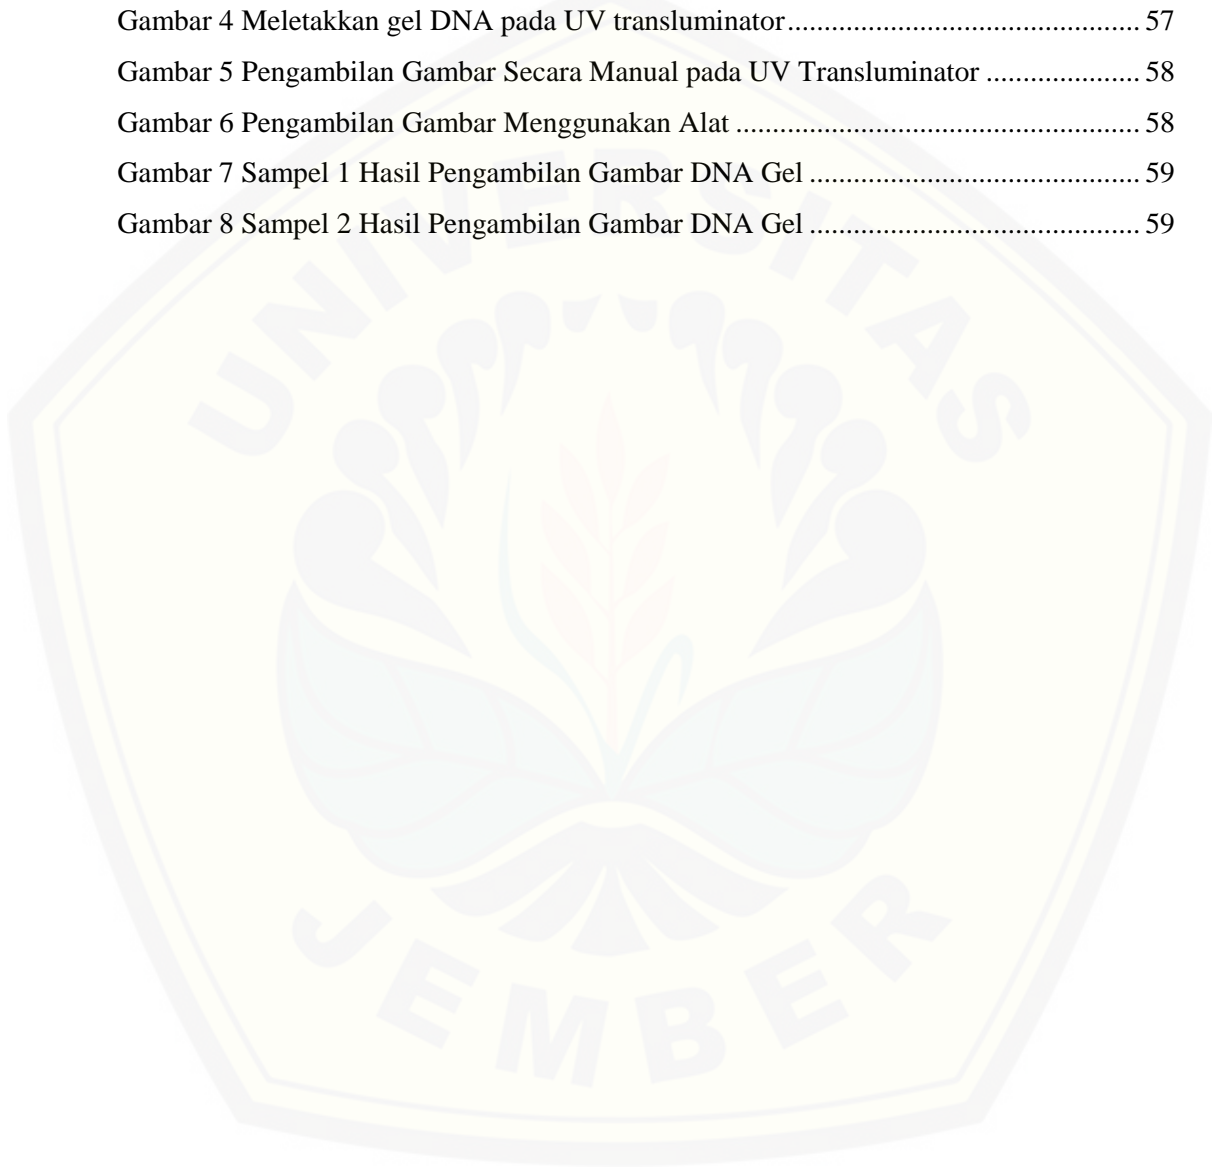 Gambar 4 Meletakkan gel DNA pada UV transluminator.................................................. 57
Gambar 5 Pengambilan Gambar Secara Manual pada UV Transluminator ..................... 58
Gambar 6 Pengambilan Gambar Menggunakan Alat .......................................................... 58
Gambar 7 Sampel 1 Hasil Pengambilan Gambar DNA Gel ............................................... 59
Gambar 8 Sampel 2 Hasil Pengambilan Gambar DNA Gel ............................................... 59
UNIVERSITAS
JEMBER